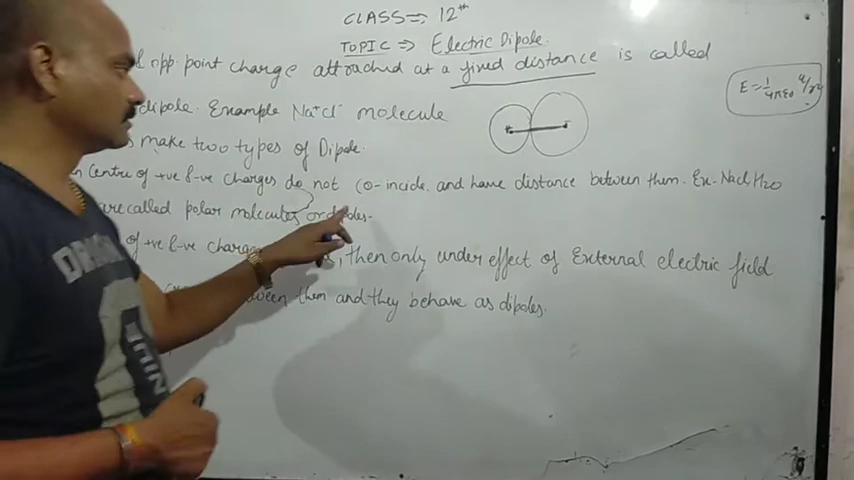 CLASS = 12th
TOPIC ⇒ Electric Dipole.
& opp. point charge attached at a fixed distance is called
E = 1/4πε0 q/r2
dipole. Example Na+Cl- molecule
make two types of Dipole.
Centre of +ve & -ve Charges do not Co-incide. and have distance between them. Ex- NaCl, H2O
are called polar molecules or dipoles.
of +ve & -ve charges then only under effect of External electric field
between them and they behave as dipoles.
DRAGON